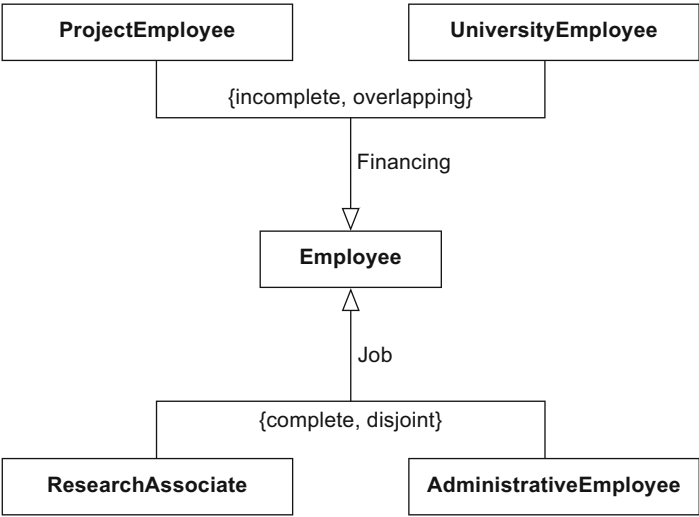 ProjectEmployee
UniversityEmployee
{incomplete, overlapping}
Financing
Employee
Job
{complete, disjoint}
ResearchAssociate
AdministrativeEmployee